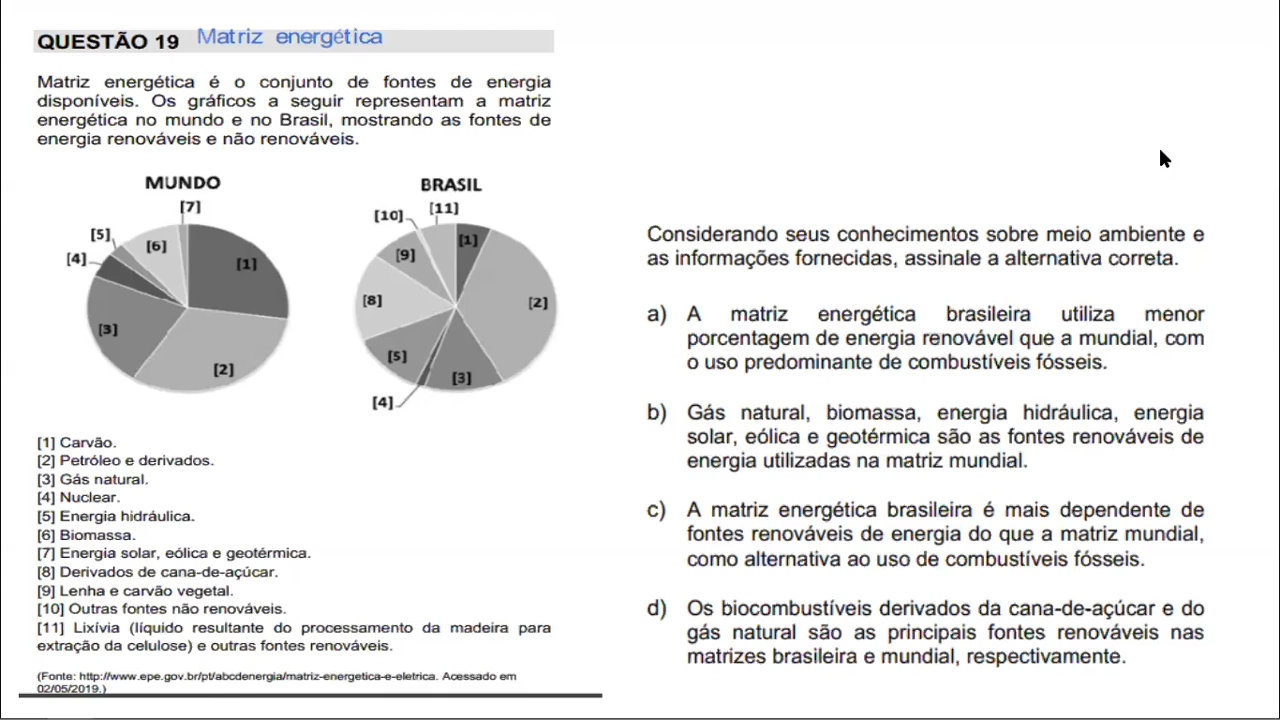 QUESTÃO 19 Matriz energética
Matriz energética é o conjunto de fontes de energia
disponíveis. Os gráficos a seguir representam a matriz
energética no mundo e no Brasil, mostrando as fontes de
energia renováveis e não renováveis.
MUNDO
[7]
[5]
[6]
[4]
[1]
[3]
[2]
BRASIL
[11]
[10]
[1]
[9]
[8]
[2]
[5]
[3]
[4]
[1] Carvão.
[2] Petróleo e derivados.
[3] Gás natural.
[4] Nuclear.
[5] Energia hidráulica.
[6] Biomassa.
[7] Energia solar, eólica e geotérmica.
[8] Derivados de cana-de-açúcar.
[9] Lenha e carvão vegetal.
[10] Outras fontes não renováveis.
[11] Lixívia (líquido resultante do processamento da madeira para
extração da celulose) e outras fontes renováveis.
(Fonte: http://www.epe.gov.br/pt/abcdenergia/matriz-energetica-e-eletrica. Acessado em
02/05/2019.)
Considerando seus conhecimentos sobre meio ambiente e
as informações fornecidas, assinale a alternativa correta.
a) A matriz energética brasileira utiliza menor
porcentagem de energia renovável que a mundial, com
o uso predominante de combustíveis fósseis.
b) Gás natural, biomassa, energia hidráulica, energia
solar, eólica e geotérmica são as fontes renováveis de
energia utilizadas na matriz mundial.
c) A matriz energética brasileira é mais dependente de
fontes renováveis de energia do que a matriz mundial,
como alternativa ao uso de combustíveis fósseis.
d) Os biocombustíveis derivados da cana-de-açúcar e do
gás natural são as principais fontes renováveis nas
matrizes brasileira e mundial, respectivamente.